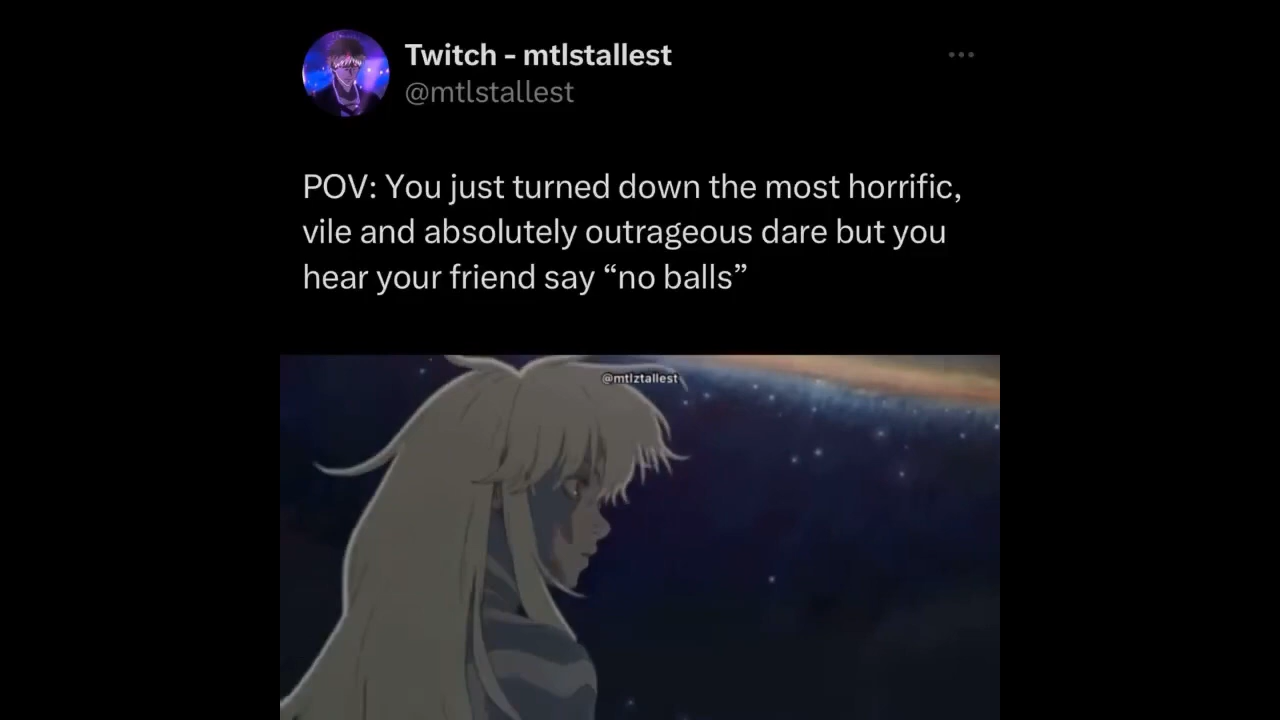 Twitch - mtlstallest
@mtlstallest
POV: You just turned down the most horrific,
vile and absolutely outrageous dare but you
hear your friend say “no balls”
@mtlztallest